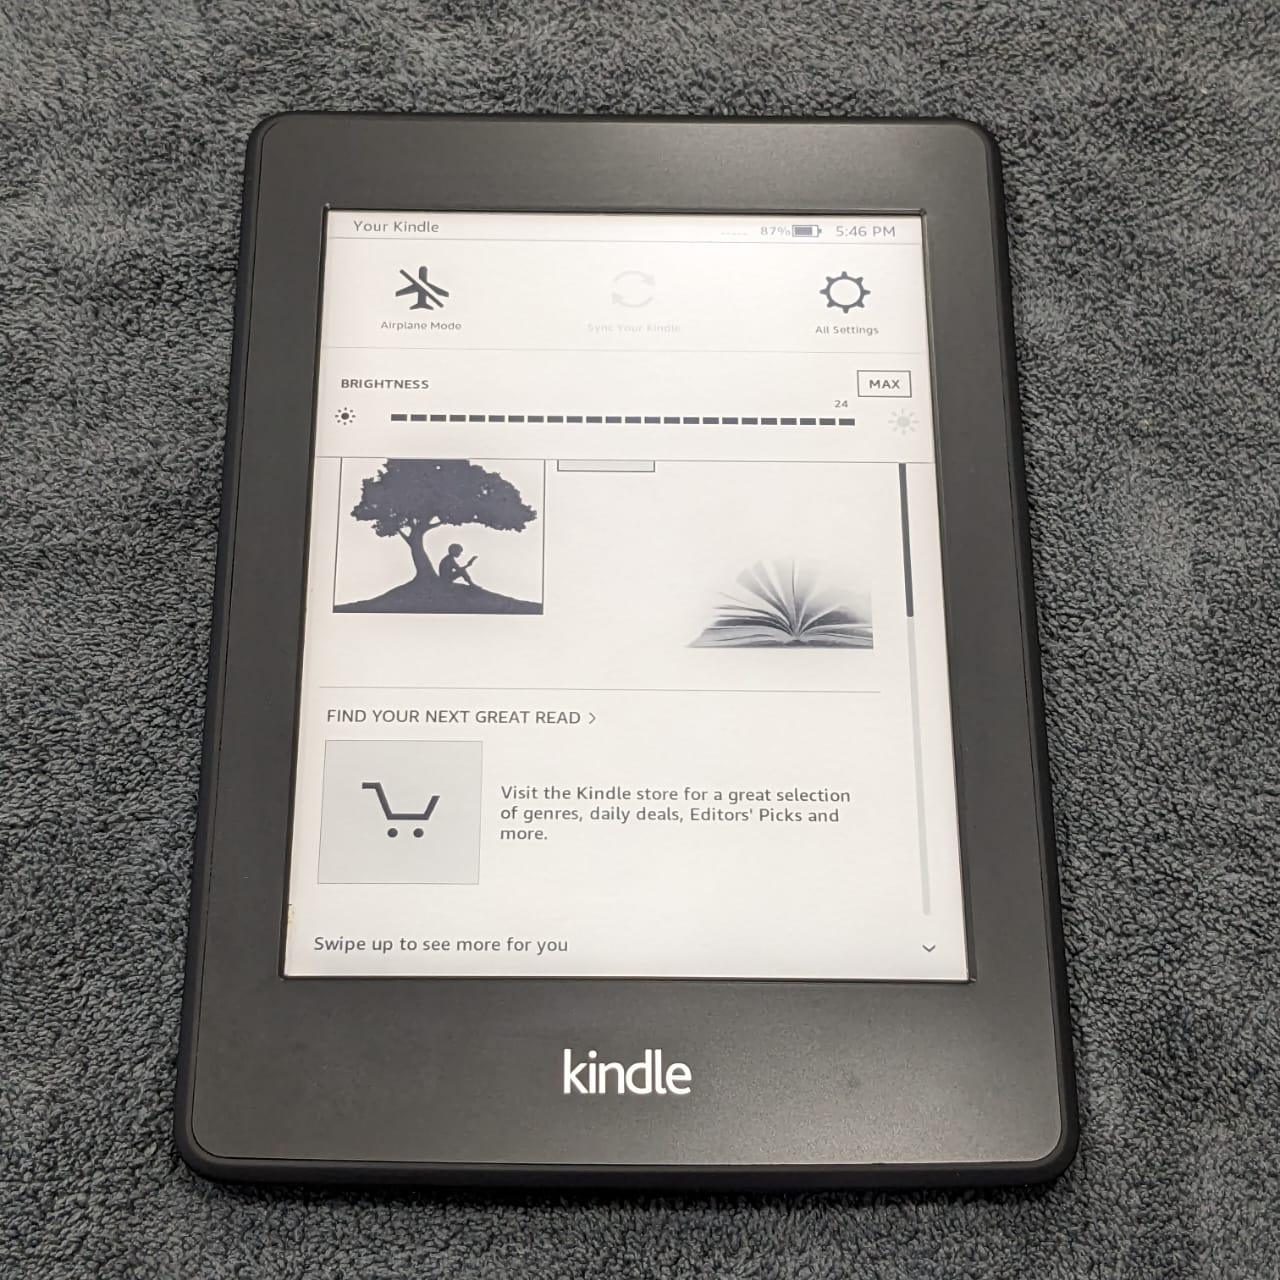 Your Kindle
87% 5:46 PM
Airplane Mode
Sync Your Kindle
All Settings
BRIGHTNESS
MAX
24
FIND YOUR NEXT GREAT READ >
Visit the Kindle store for a great selection
of genres, daily deals, Editors' Picks and
more.
Swipe up to see more for you
kindle